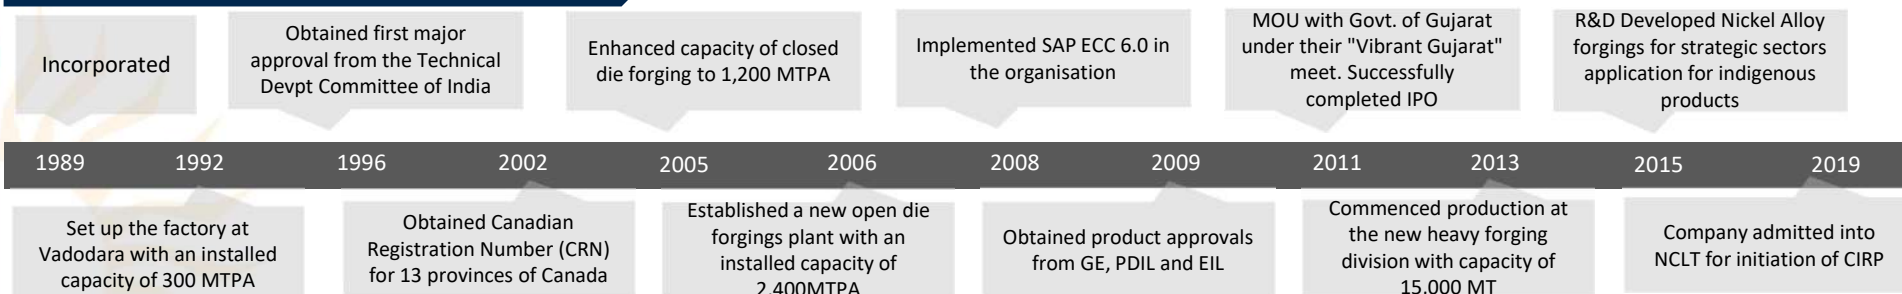 Incorporated
Obtained first major
approval from the Technical
Devpt Committee of India
Enhanced capacity of closed
die forging to 1,200 MTPA
Implemented SAP ECC 6.0 in
the organisation
MOU with Govt. of Gujarat
under their "Vibrant Gujarat"
meet. Successfully
completed IPO
R&D Developed Nickel Alloy
forgings for strategic sectors
application for indigenous
products
1989 1992 1996 2002 2005 2006 2008 2009 2011 2013 2015 2019
Set up the factory at
Vadodara with an installed
capacity of 300 MTPA
Obtained Canadian
Registration Number (CRN)
for 13 provinces of Canada
Established a new open die
forgings plant with an
installed capacity of
2,400MTPA
Obtained product approvals
from GE, PDIL and EIL
Commenced production at
the new heavy forging
division with capacity of
15,000 MT
Company admitted into
NCLT for initiation of CIRP